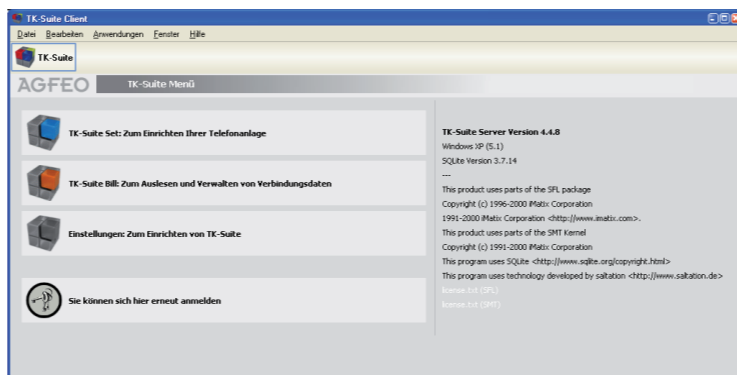 TK-Suite Client
Datei Bearbeiten Anwendungen Fenster Hilfe
TK-Suite
AGFEO TK-Suite Menü
TK-Suite Set: Zum Einrichten Ihrer Telefonanlage
TK-Suite Bill: Zum Auslesen und Verwalten von Verbindungsdaten
Einstellungen: Zum Einrichten von TK-Suite
Sie können sich hier erneut anmelden
TK-Suite Server Version 4.4.8
Windows XP (5.1)
SQLite Version 3.7.14
---
This product uses parts of the SFL package
Copyright (c) 1996-2000 iMatix Corporation
1991-2000 iMatix Corporation <http://www.imatix.com>.
This product uses parts of the SMT Kernel
Copyright (c) 1991-2000 iMatix Corporation
This program uses SQLite <http://www.sqlite.org/copyright.html>
This program uses technology developed by saltation <http://www.saltation.de>
license.txt (SFL)
license.txt (SMT)